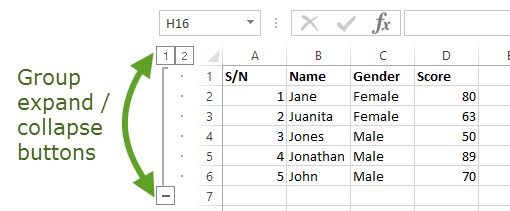 H16
fx
1 2
A B C D
Group
expand /
collapse
buttons
1 S/N Name Gender Score
2 1 Jane Female 80
3 2 Juanita Female 63
4 3 Jones Male 50
5 4 Jonathan Male 89
6 5 John Male 70
7